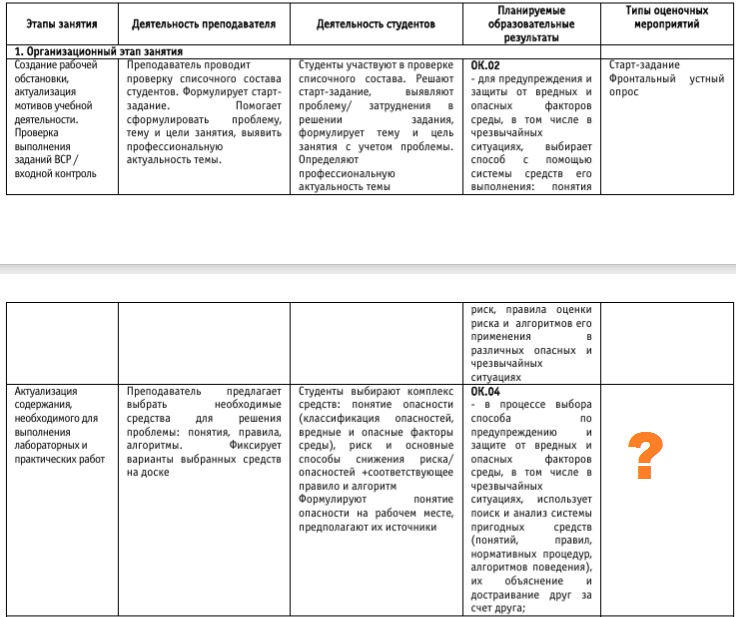 Этапы занятия
Деятельность преподавателя
Деятельность студентов
Планируемые
образовательные
результаты
Типы оценочных
мероприятий
1. Организационный этап занятия
Создание рабочей
обстановки,
актуализация
мотивов учебной
деятельности.
Проверка
выполнения
заданий ВСР /
входной контроль
Преподаватель проводит
проверку списочного состава
студентов. Формулирует старт-
задание. Помогает
сформулировать проблему,
тему и цели занятия, выявить
профессиональную
актуальность темы.
Студенты участвуют в проверке
списочного состава. Решают
старт-задание, выявляют
проблему/ затруднения в
решении задания,
формулирует тему и цель
занятия с учетом проблемы.
Определяют
профессиональную
актуальность темы
ОК.02
- для предупреждения и
защиты от вредных и
опасных факторов
среды, в том числе в
чрезвычайных
ситуациях, выбирает
способ с помощью
системы средств его
выполнения: понятия
Старт-задание
Фронтальный устный
опрос
риск, правила оценки
риска и алгоритмов его
применения в
различных опасных и
чрезвычайных
ситуациях
Актуализация
содержания,
необходимого для
выполнения
лабораторных и
практических работ
Преподаватель предлагает
выбрать необходимые
средства для решения
проблемы: понятия, правила,
алгоритмы. Фиксирует
варианты выбранных средств
на доске
Студенты выбирают комплекс
средств: понятие опасности
(классификация опасностей,
вредные и опасные факторы
среды), риск и основные
способы снижения риска/
опасностей +соответствующее
правило и алгоритм
Формулируют понятие
опасности на рабочем месте,
предполагают их источники
ОК.04
- в процессе выбора
способа по
предупреждению и
защите от вредных и
опасных факторов
среды, в том числе в
чрезвычайных
ситуациях, использует
поиск и анализ системы
пригодных средств
(понятий, правил,
нормативных процедур,
алгоритмов поведения),
их объяснение и
достраивание друг за
счет друга;
?